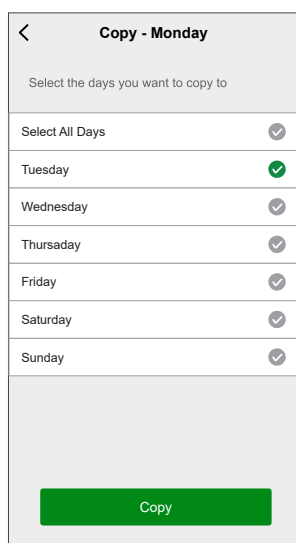 Copy - Monday
Select the days you want to copy to
Select All Days
Tuesday
Wednesday
Thursaday
Friday
Saturday
Sunday
Copy